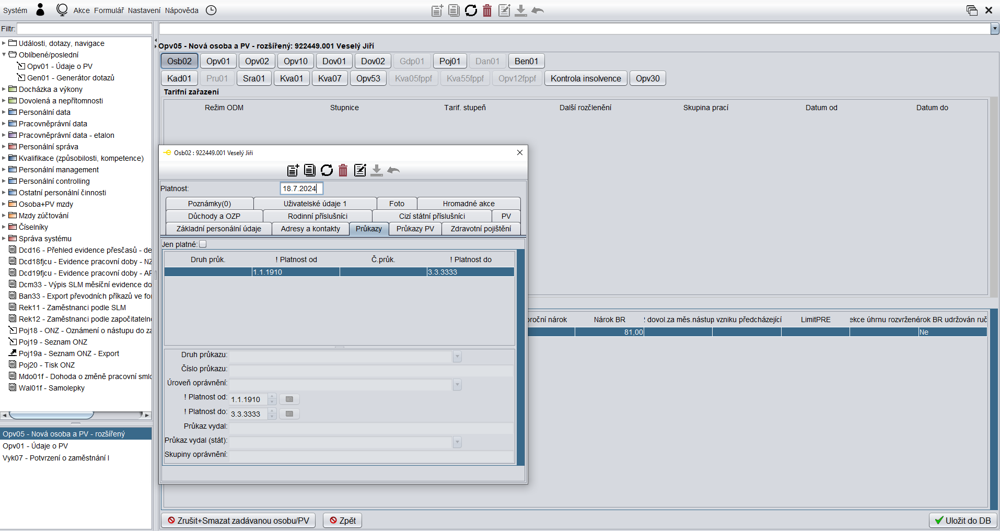 Systém Akce Formulář Nastavení Nápověda
Filtr:
Události, dotazy, navigace
Oblíbené/poslední
Opv01 - Údaje o PV
Gen01 - Generátor dotazů
Docházka a výkony
Dovolená a nepřítomnosti
Personální data
Pracovněprávní data
Pracovněprávní data - etalon
Personální správa
Kvalifikace (způsobilosti, kompetence)
Personální management
Personální controlling
Ostatní personální činnosti
Osoba+PV mzdy
Mzdy zúčtování
Číselníky
Správa systému
Dcd16 - Přehled evidence přesčasů - de
Dcd18fjcu - Evidence pracovní doby - NZ
Dcd19fjcu - Evidence pracovní doby - AF
Dcm33 - Výpis SLM měsíční evidence do
Ban33 - Export převodních příkazů ve for
Rek11 - Zaměstnanci podle SLM
Rek12 - Zaměstnanci podle započitateln
Poj18 - ONZ - Oznámení o nástupu do za
Poj19 - Seznam ONZ
Poj19a - Seznam ONZ - Export
Poj20 - Tisk ONZ
Mdo01f - Dohoda o změně pracovní smlo
Wal01f - Samolepky
Opv05 - Nová osoba a PV - rozšířený
Opv01 - Údaje o PV
Vyk07 - Potvrzení o zaměstnání I
Opv05 - Nová osoba a PV - rozšířený: 922449.001 Veselý Jiří
Osb02 Opv01 Opv02 Opv10 Dov01 Dov02 Gdp01 Poj01 Dan01 Ben01
Kad01 Pru01 Sra01 Kva01 Kva07 Opv53 Kva05fppf Kva55fppf Opv12fppf Kontrola insolvence Opv30
Tarifní zařazení
Režim ODM Stupnice Tarif. stupeň Další rozčlenění Skupina prací Datum od Datum do
Osb02 : 922449.001 Veselý Jiří
Platnost: 18.7.2024
Poznámky(0) Uživatelské údaje 1 Foto Hromadné akce
Důchody a OZP Rodinní příslušníci Cizí státní příslušníci PV
Základní personální údaje Adresy a kontakty Průkazy Průkazy PV Zdravotní pojištění
Jen platné:
Druh průk. ! Platnost od Č.průk. ! Platnost do
1.1.1910 3.3.3333
Druh průkazu:
Číslo průkazu:
Úroveň oprávnění:
! Platnost od: 1.1.1910
! Platnost do: 3.3.3333
Průkaz vydal:
Průkaz vydal (stát):
Skupiny oprávnění:
oroční nárok Nárok BR dovol.za měs.nástup vzniku předcházející LimitPRE ekce úhrnu rozvržen árok BR udržován ruč
81,00 Ne
Zrušit+Smazat zadávanou osobu/PV Zpět Uložit do DB